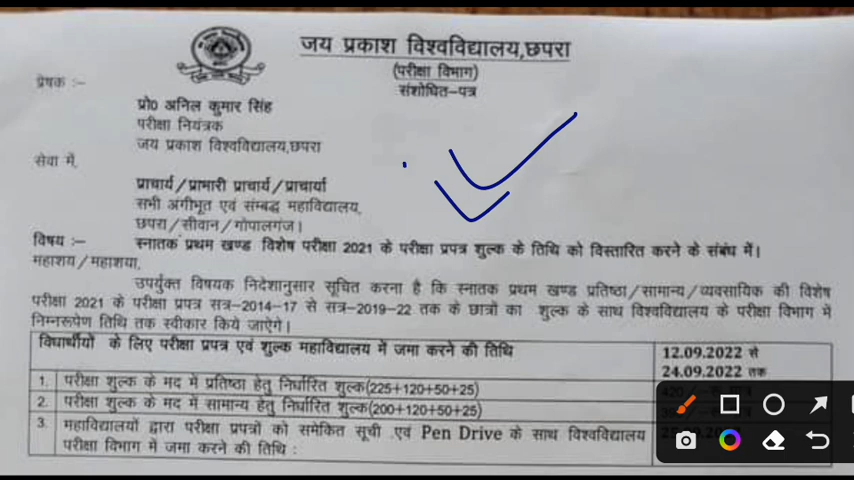 जय प्रकाश विश्वविद्यालय,छपरा
(परीक्षा विभाग)
संशोधित-पत्र
प्रेषक :-
प्रो० अनिल कुमार सिंह
परीक्षा नियंत्रक
जय प्रकाश विश्वविद्यालय,छपरा
सेवा में,
प्राचार्य/प्रभारी प्राचार्य/प्राचार्या
सभी अंगीभूत एवं सम्बद्ध महाविद्यालय,
छपरा/सीवान/गोपालगंज।
विषय :- स्नातक प्रथम खण्ड विशेष परीक्षा 2021 के परीक्षा प्रपत्र शुल्क के तिथि को विस्तारित करने के संबंध में।
महाशय/महाशया,
उपर्युक्त विषयक निदेशानुसार सूचित करना है कि स्नातक प्रथम खण्ड प्रतिष्ठा/सामान्य/व्यवसायिक की विशेष
परीक्षा 2021 के परीक्षा प्रपत्र सत्र-2014-17 से सत्र-2019-22 तक के छात्रों का शुल्क के साथ विश्वविद्यालय के परीक्षा विभाग में
निम्नरूपेण तिथि तक स्वीकार किये जाऐगे।
विधार्थीयों के लिए परीक्षा प्रपत्र एवं शुल्क महाविद्यालय में जमा करने की तिथि 12.09.2022 से
24.09.2022 तक
1. परीक्षा शुल्क के मद में प्रतिष्ठा हेतु निर्धारित शुल्क(225+120+50+25)
2. परीक्षा शुल्क के मद में सामान्य हेतु निर्धारित शुल्क(200+120+50+25)
3. महाविद्यालयों द्वारा परीक्षा प्रपत्रों को समेकित सूची एवं Pen Drive के साथ विश्वविद्यालय
परीक्षा विभाग में जमा करने की तिथि :